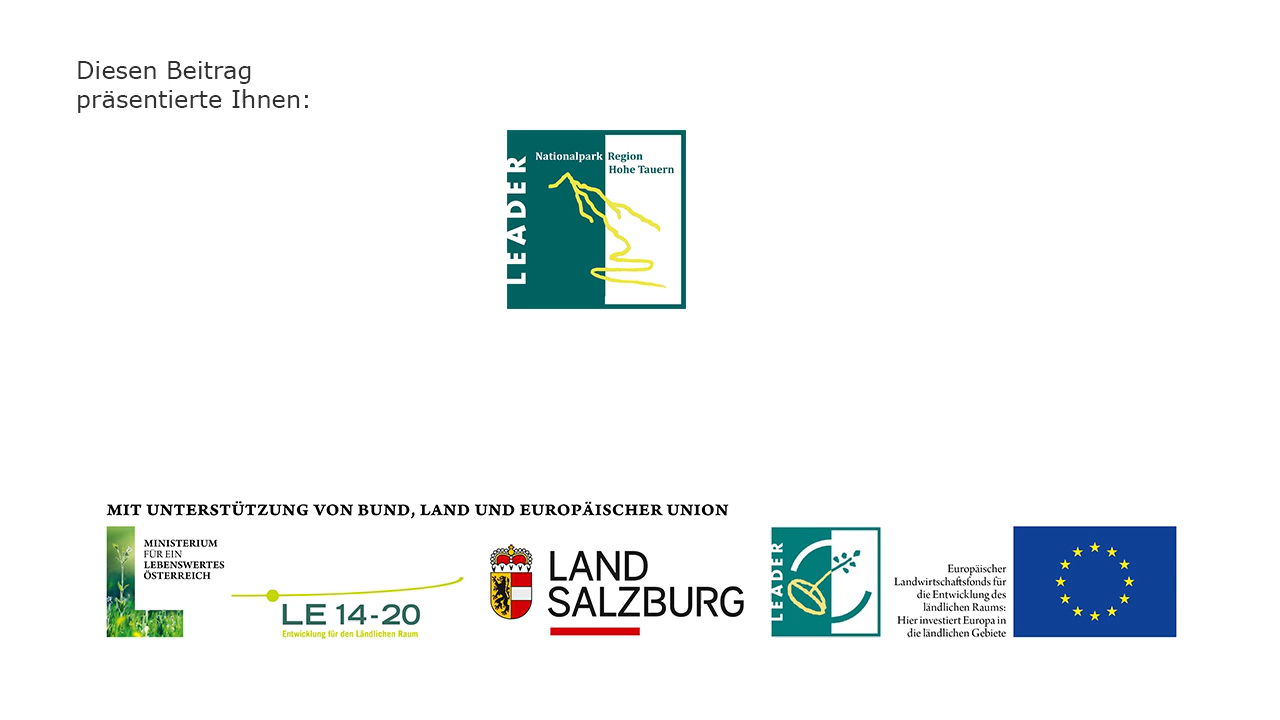 Diesen Beitrag
präsentierte Ihnen:
LEADER
Nationalpark Region
Hohe Tauern
MIT UNTERSTÜTZUNG VON BUND, LAND UND EUROPÄISCHER UNION
MINISTERIUM
FÜR EIN
LEBENSWERTES
ÖSTERREICH
LE 14-20
Entwicklung für den Ländlichen Raum
LAND
SALZBURG
LEADER
Europäischer
Landwirtschaftsfonds für
die Entwicklung des
ländlichen Raums:
Hier investiert Europa in
die ländlichen Gebiete